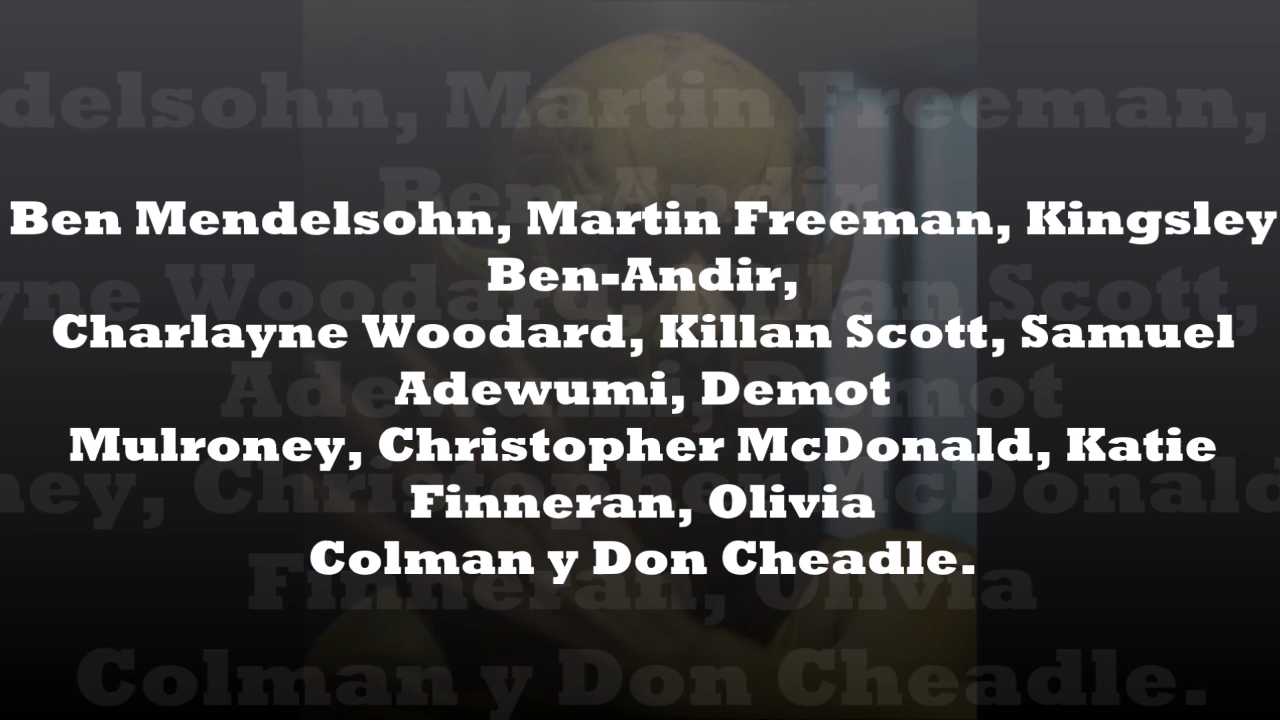 Ben Mendelsohn, Martin Freeman, Kingsley
Ben-Andir,
Charlayne Woodard, Killan Scott, Samuel
Adewumi, Demot
Mulroney, Christopher McDonald, Katie
Finneran, Olivia
Colman y Don Cheadle.